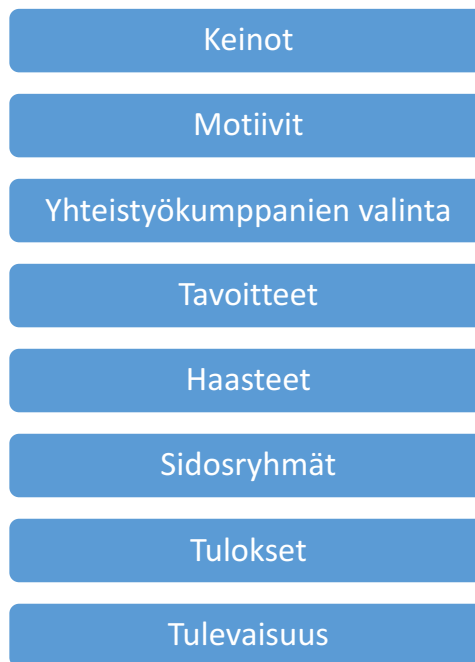 Keinot
Motiivit
Yhteistyökumppanien valinta
Tavoitteet
Haasteet
Sidosryhmät
Tulokset
Tulevaisuus